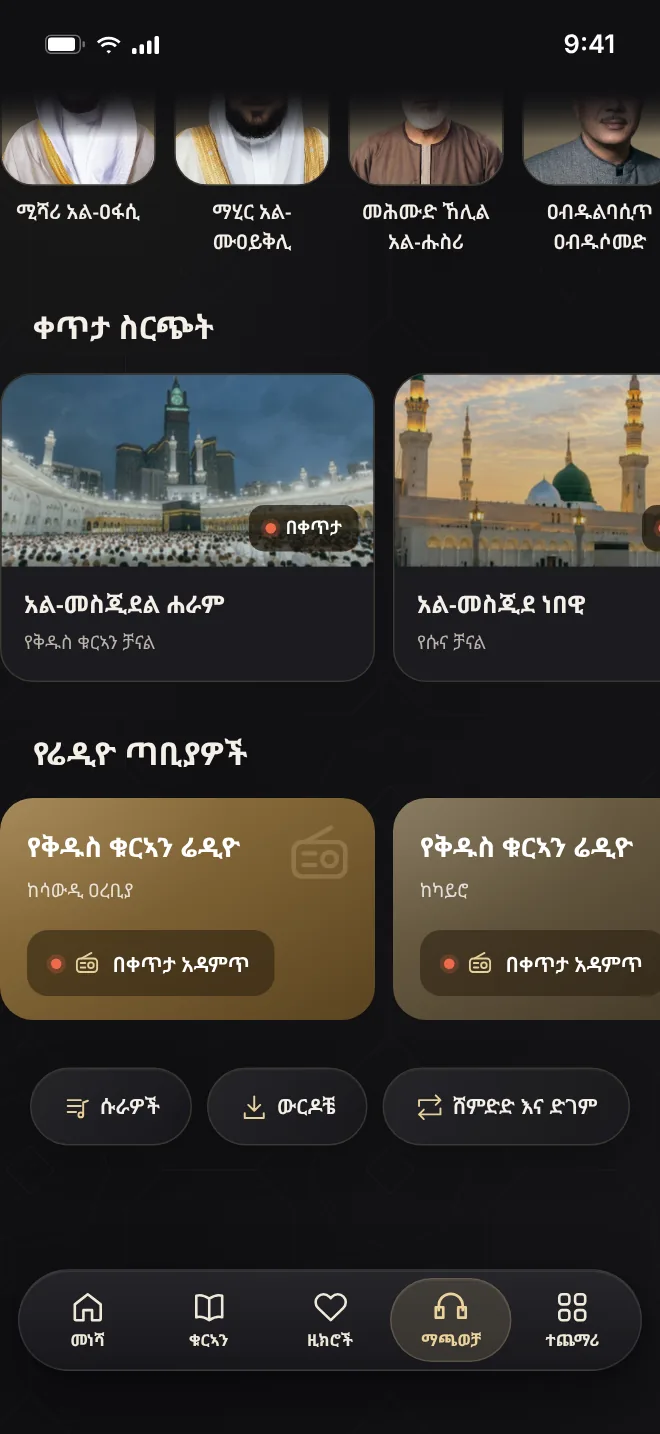 9:41
ሚሻሪ አል-ዐፋሲ
ማሂር አል-
ሙዐይቅሊ
መሕሙድ ኸሊል
አል-ሑስሪ
ዐብዱልባሲጥ
ዐብዱሶመድ
ቀጥታ ስርጭት
በቀጥታ
አል-መስጂደል ሐራም
የቅዱስ ቁርኣን ቻናል
አል-መስጂደ ነበዊ
የሱና ቻናል
የሬዲዮ ጣቢያዎች
የቅዱስ ቁርኣን ሬዲዮ
ከሳውዲ ዐረቢያ
በቀጥታ አዳምጥ
የቅዱስ ቁርኣን ሬዲዮ
ከካይሮ
በቀጥታ አዳምጥ
ሱራዎች
ውርዶቼ
ሸምድድ እና ድገም
መነሻ
ቁርኣን
ዚክሮች
ማጫወቻ
ተጨማሪ